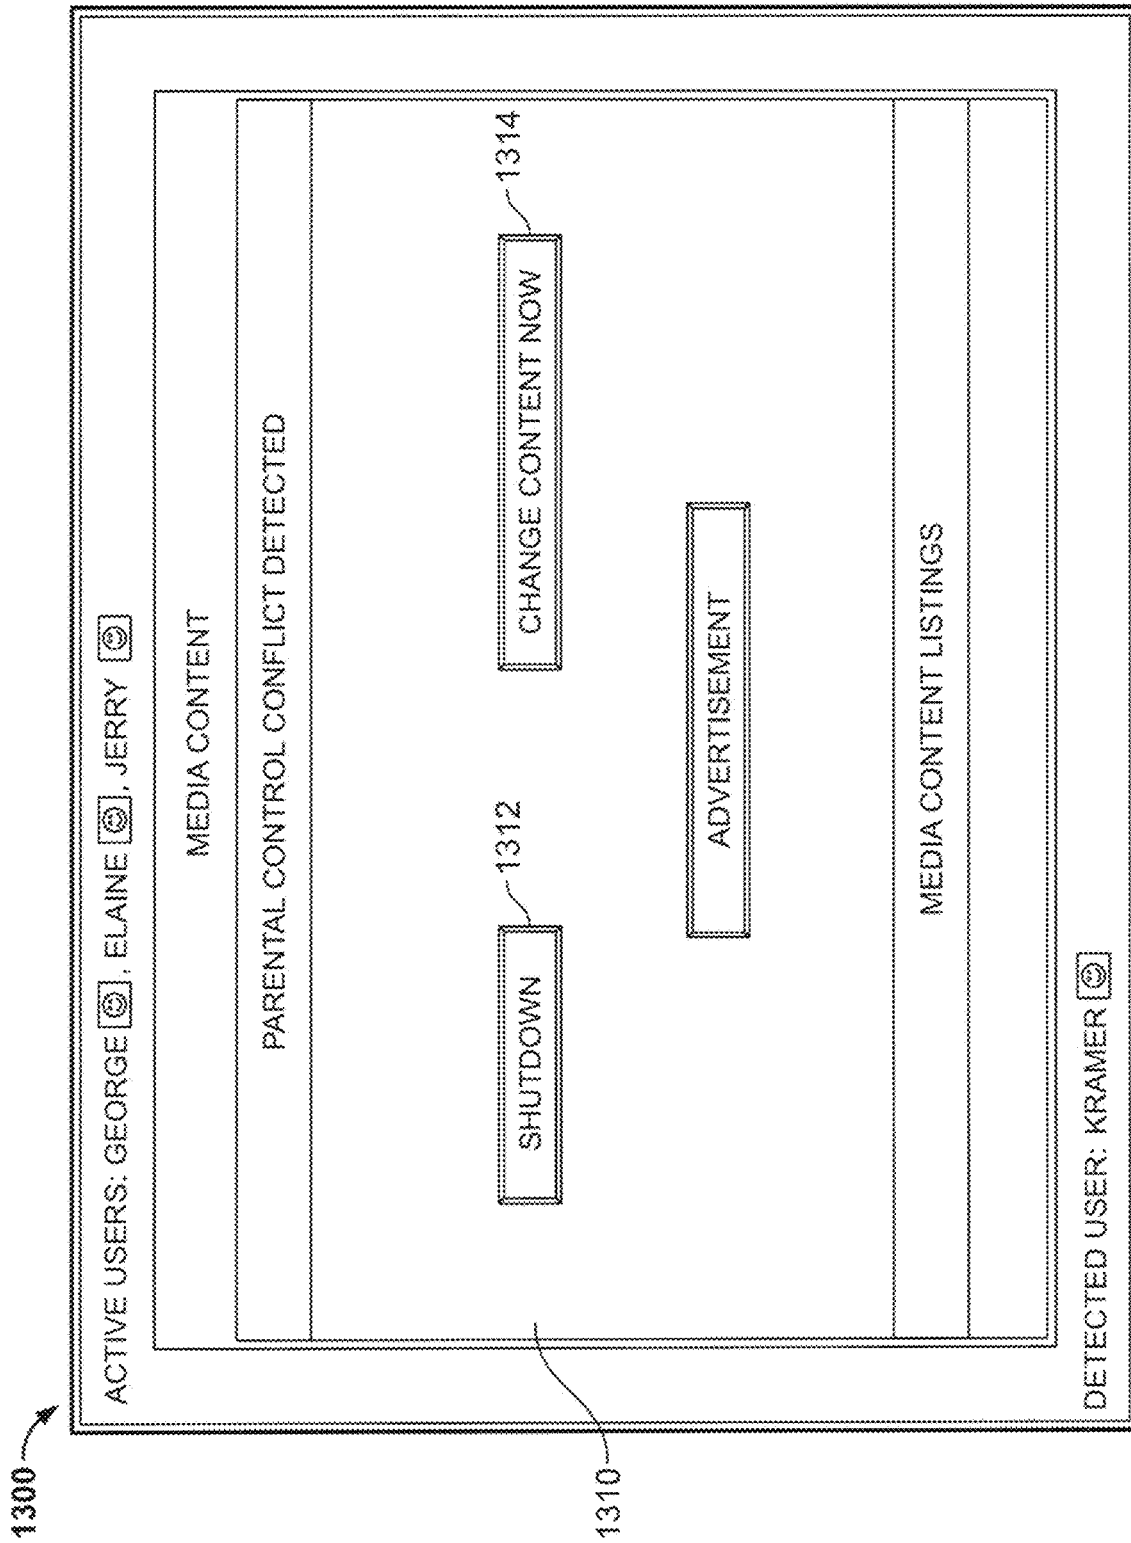 1300
ACTIVE USERS: GEORGE, ELAINE, JERRY
MEDIA CONTENT
PARENTAL CONTROL CONFLICT DETECTED
1312
1314
SHUTDOWN
CHANGE CONTENT NOW
1310
ADVERTISEMENT
MEDIA CONTENT LISTINGS
DETECTED USER: KRAMER